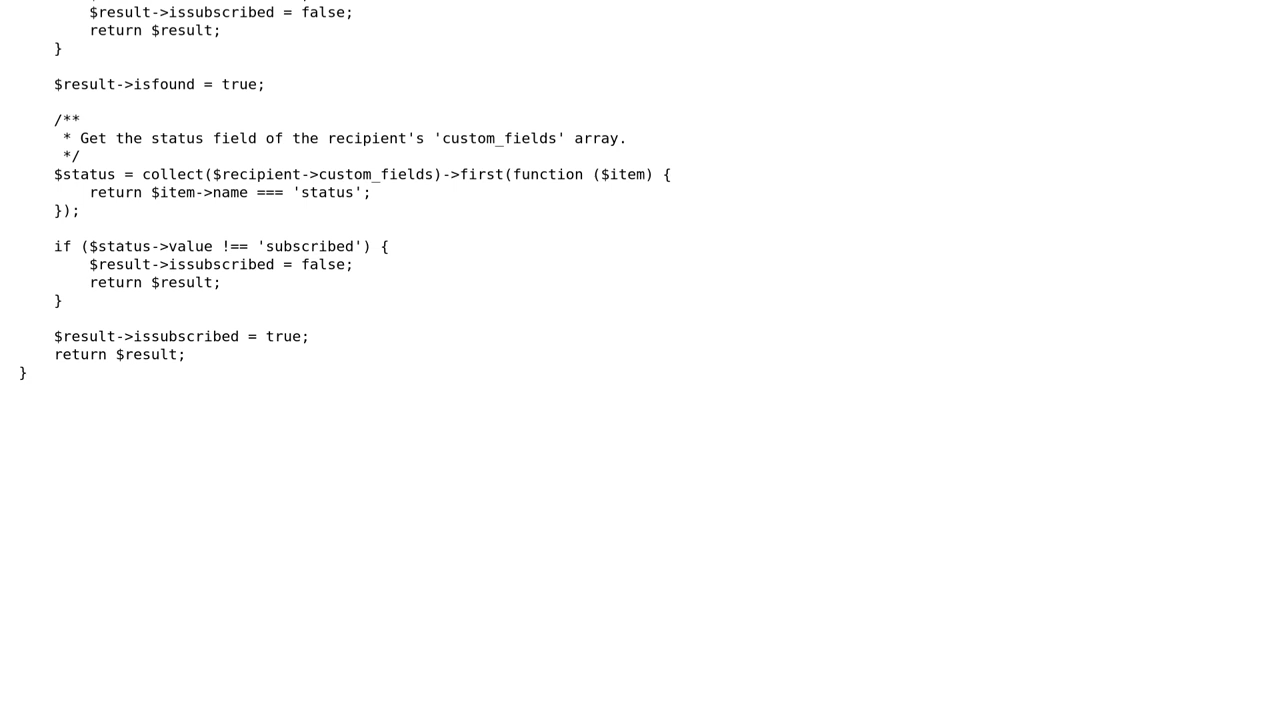 $result->issubscribed = false;
return $result;
}
$result->isfound = true;
/**
* Get the status field of the recipient's 'custom_fields' array.
*/
$status = collect($recipient->custom_fields)->first(function ($item) {
return $item->name === 'status';
});
if ($status->value !== 'subscribed') {
$result->issubscribed = false;
return $result;
}
$result->issubscribed = true;
return $result;
}